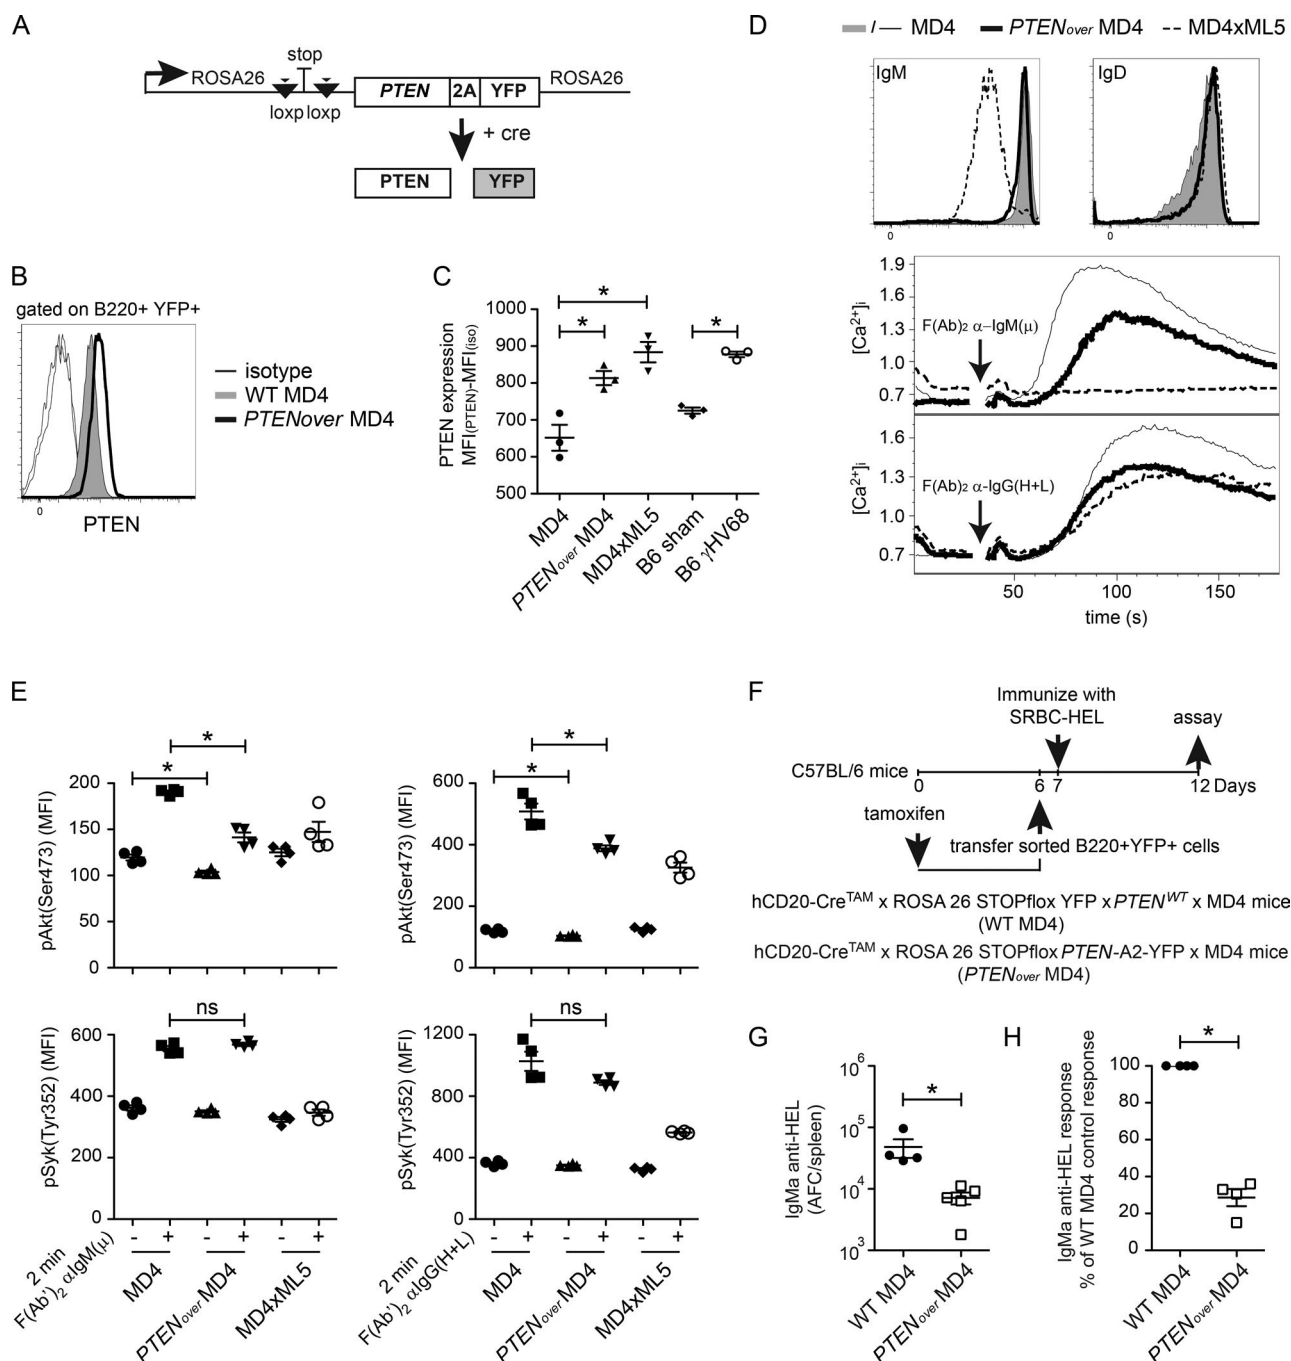 A
stop
ROSA26
ROSA26
PTEN
2A
YFP
loxp loxp
+ cre
PTEN
YFP
B
gated on B220+ YFP+
isotype
WT MD4
PTENover MD4
0
PTEN
C
PTEN expression
MFI(PTEN)-MFI(iso)
1000
900
800
700
600
500
*
*
*
MD4
PTENover MD4
MD4xML5
B6 sham
B6 γHV68
D
/— MD4
PTENover MD4
MD4xML5
IgM
IgD
0
0
[Ca2+]i
1.9
1.6
1.3
1.0
0.7
F(Ab)2 α–IgM(μ)
[Ca2+]i
1.6
1.3
1.0
0.7
F(Ab)2 α-IgG(H+L)
50
100
150
time (s)
E
pAkt(Ser473) (MFI)
200
150
100
50
0
*
*
pAkt(Ser473) (MFI)
600
400
200
0
*
*
pSyk(Tyr352) (MFI)
600
400
200
0
ns
pSyk(Tyr352) (MFI)
1200
800
400
0
ns
- + - + - +
2 min
F(Ab')2 αIgM(μ)
MD4
PTENover MD4
MD4xML5
- + - + - +
2 min
F(Ab')2 αIgG(H+L)
MD4
PTENover MD4
MD4xML5
F
Immunize with
SRBC-HEL
assay
C57BL/6 mice
0
6 7
12 Days
tamoxifen
transfer sorted B220+YFP+ cells
hCD20-CreTAM x ROSA 26 STOPflox YFP x PTENWT x MD4 mice
(WT MD4)
hCD20-CreTAM x ROSA 26 STOPflox PTEN-A2-YFP x MD4 mice
(PTENover MD4)
G
IgMa anti-HEL
(AFC/spleen)
10^6
10^5
10^4
10^3
*
WT MD4
PTENover MD4
H
IgMa anti-HEL response
% of WT MD4 control response
100
80
60
40
20
0
*
WT MD4
PTENover MD4